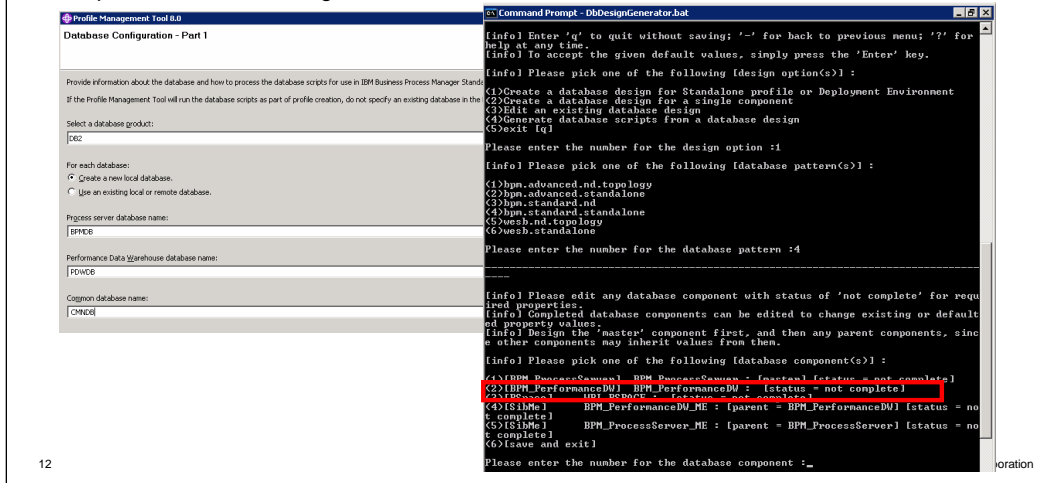 Profile Management Tool 8.0
Database Configuration - Part 1
Provide information about the database and how to process the database scripts for use in IBM Business Process Manager Standa
If the Profile Management Tool will run the database scripts as part of profile creation, do not specify an existing database in the
Select a database product:
DB2
For each database:
Create a new local database.
Use an existing local or remote database.
Process server database name:
BPMDB
Performance Data Warehouse database name:
PDWDB
Common database name:
CMNDB
Command Prompt - DbDesignGenerator.bat
[info] Enter 'q' to quit without saving; '-' for back to previous menu; '?' for
help at any time.
[info] To accept the given default values, simply press the 'Enter' key.
[info] Please pick one of the following [design option(s)] :
(1)Create a database design for Standalone profile or Deployment Environment
(2)Create a database design for a single component
(3)Edit an existing database design
(4)Generate database scripts from a database design
(5)exit [q]
Please enter the number for the design option :1
[info] Please pick one of the following [database pattern(s)] :
(1)bpm.advanced.nd.topology
(2)bpm.advanced.standalone
(3)bpm.standard.nd
(4)bpm.standard.standalone
(5)wesb.nd.topology
(6)wesb.standalone
Please enter the number for the database pattern :4
[info] Please edit any database component with status of 'not complete' for requ
ired properties.
[info] Completed database components can be edited to change existing or default
ed property values.
[info] Design the 'master' component first, and then any parent components, sinc
e other components may inherit values from them.
[info] Please pick one of the following [database component(s)] :
(1)[BPM_ProcessServer] BPM_ProcessServer : [master] [status = not complete]
(2)[BPM_PerformanceDW] BPM_PerformanceDW : [status = not complete]
(3)[BSpace] WBI_BSPACE : [status = not complete]
(4)[SibMe] BPM_PerformanceDW_ME : [parent = BPM_PerformanceDW] [status = no
t complete]
(5)[SibMe] BPM_ProcessServer_ME : [parent = BPM_ProcessServer] [status = no
t complete]
(6)[save and exit]
Please enter the number for the database component :_
12
oration